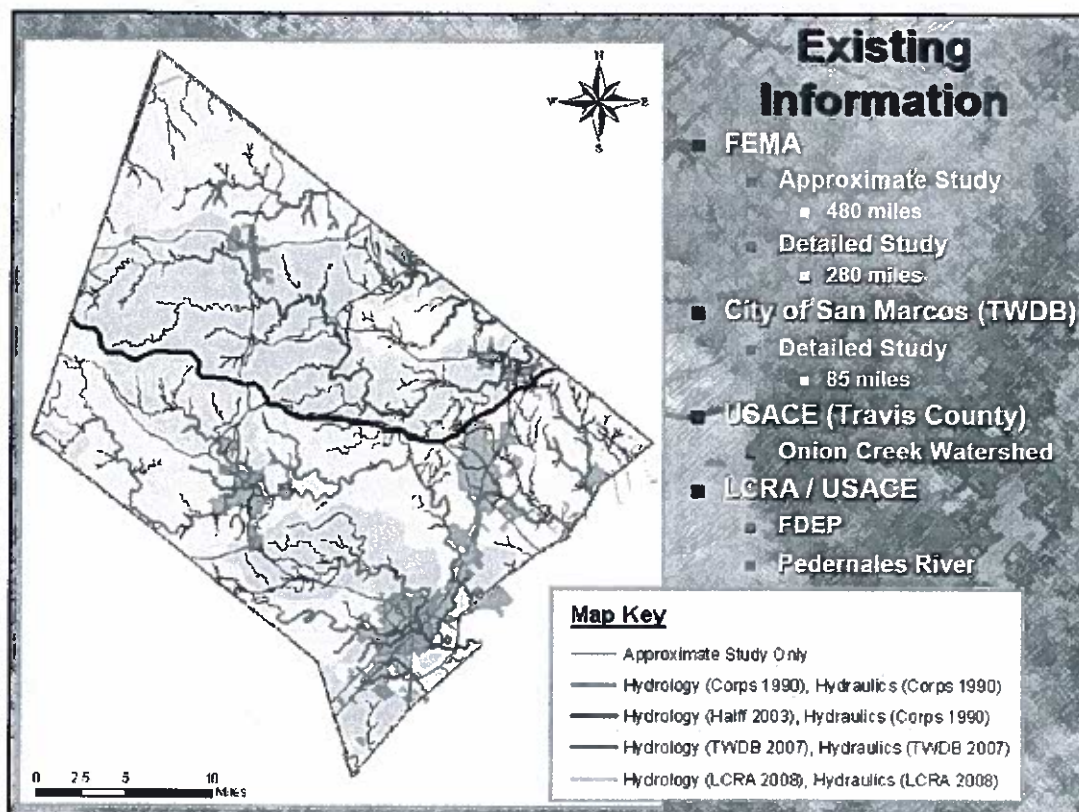 Existing
Information
FEMA
Approximate Study
480 miles
Detailed Study
280 miles
City of San Marcos (TWDB)
Detailed Study
85 miles
USACE (Travis County)
Onion Creek Watershed
LCRA / USACE
FDEP
Pedernales River
N
W E
S
Map Key
Approximate Study Only
Hydrology (Corps 1990), Hydraulics (Corps 1990)
Hydrology (Halff 2003), Hydraulics (Corps 1990)
Hydrology (TWDB 2007), Hydraulics (TWDB 2007)
Hydrology (LCRA 2008), Hydraulics (LCRA 2008)
0 2.5 5 10
Miles